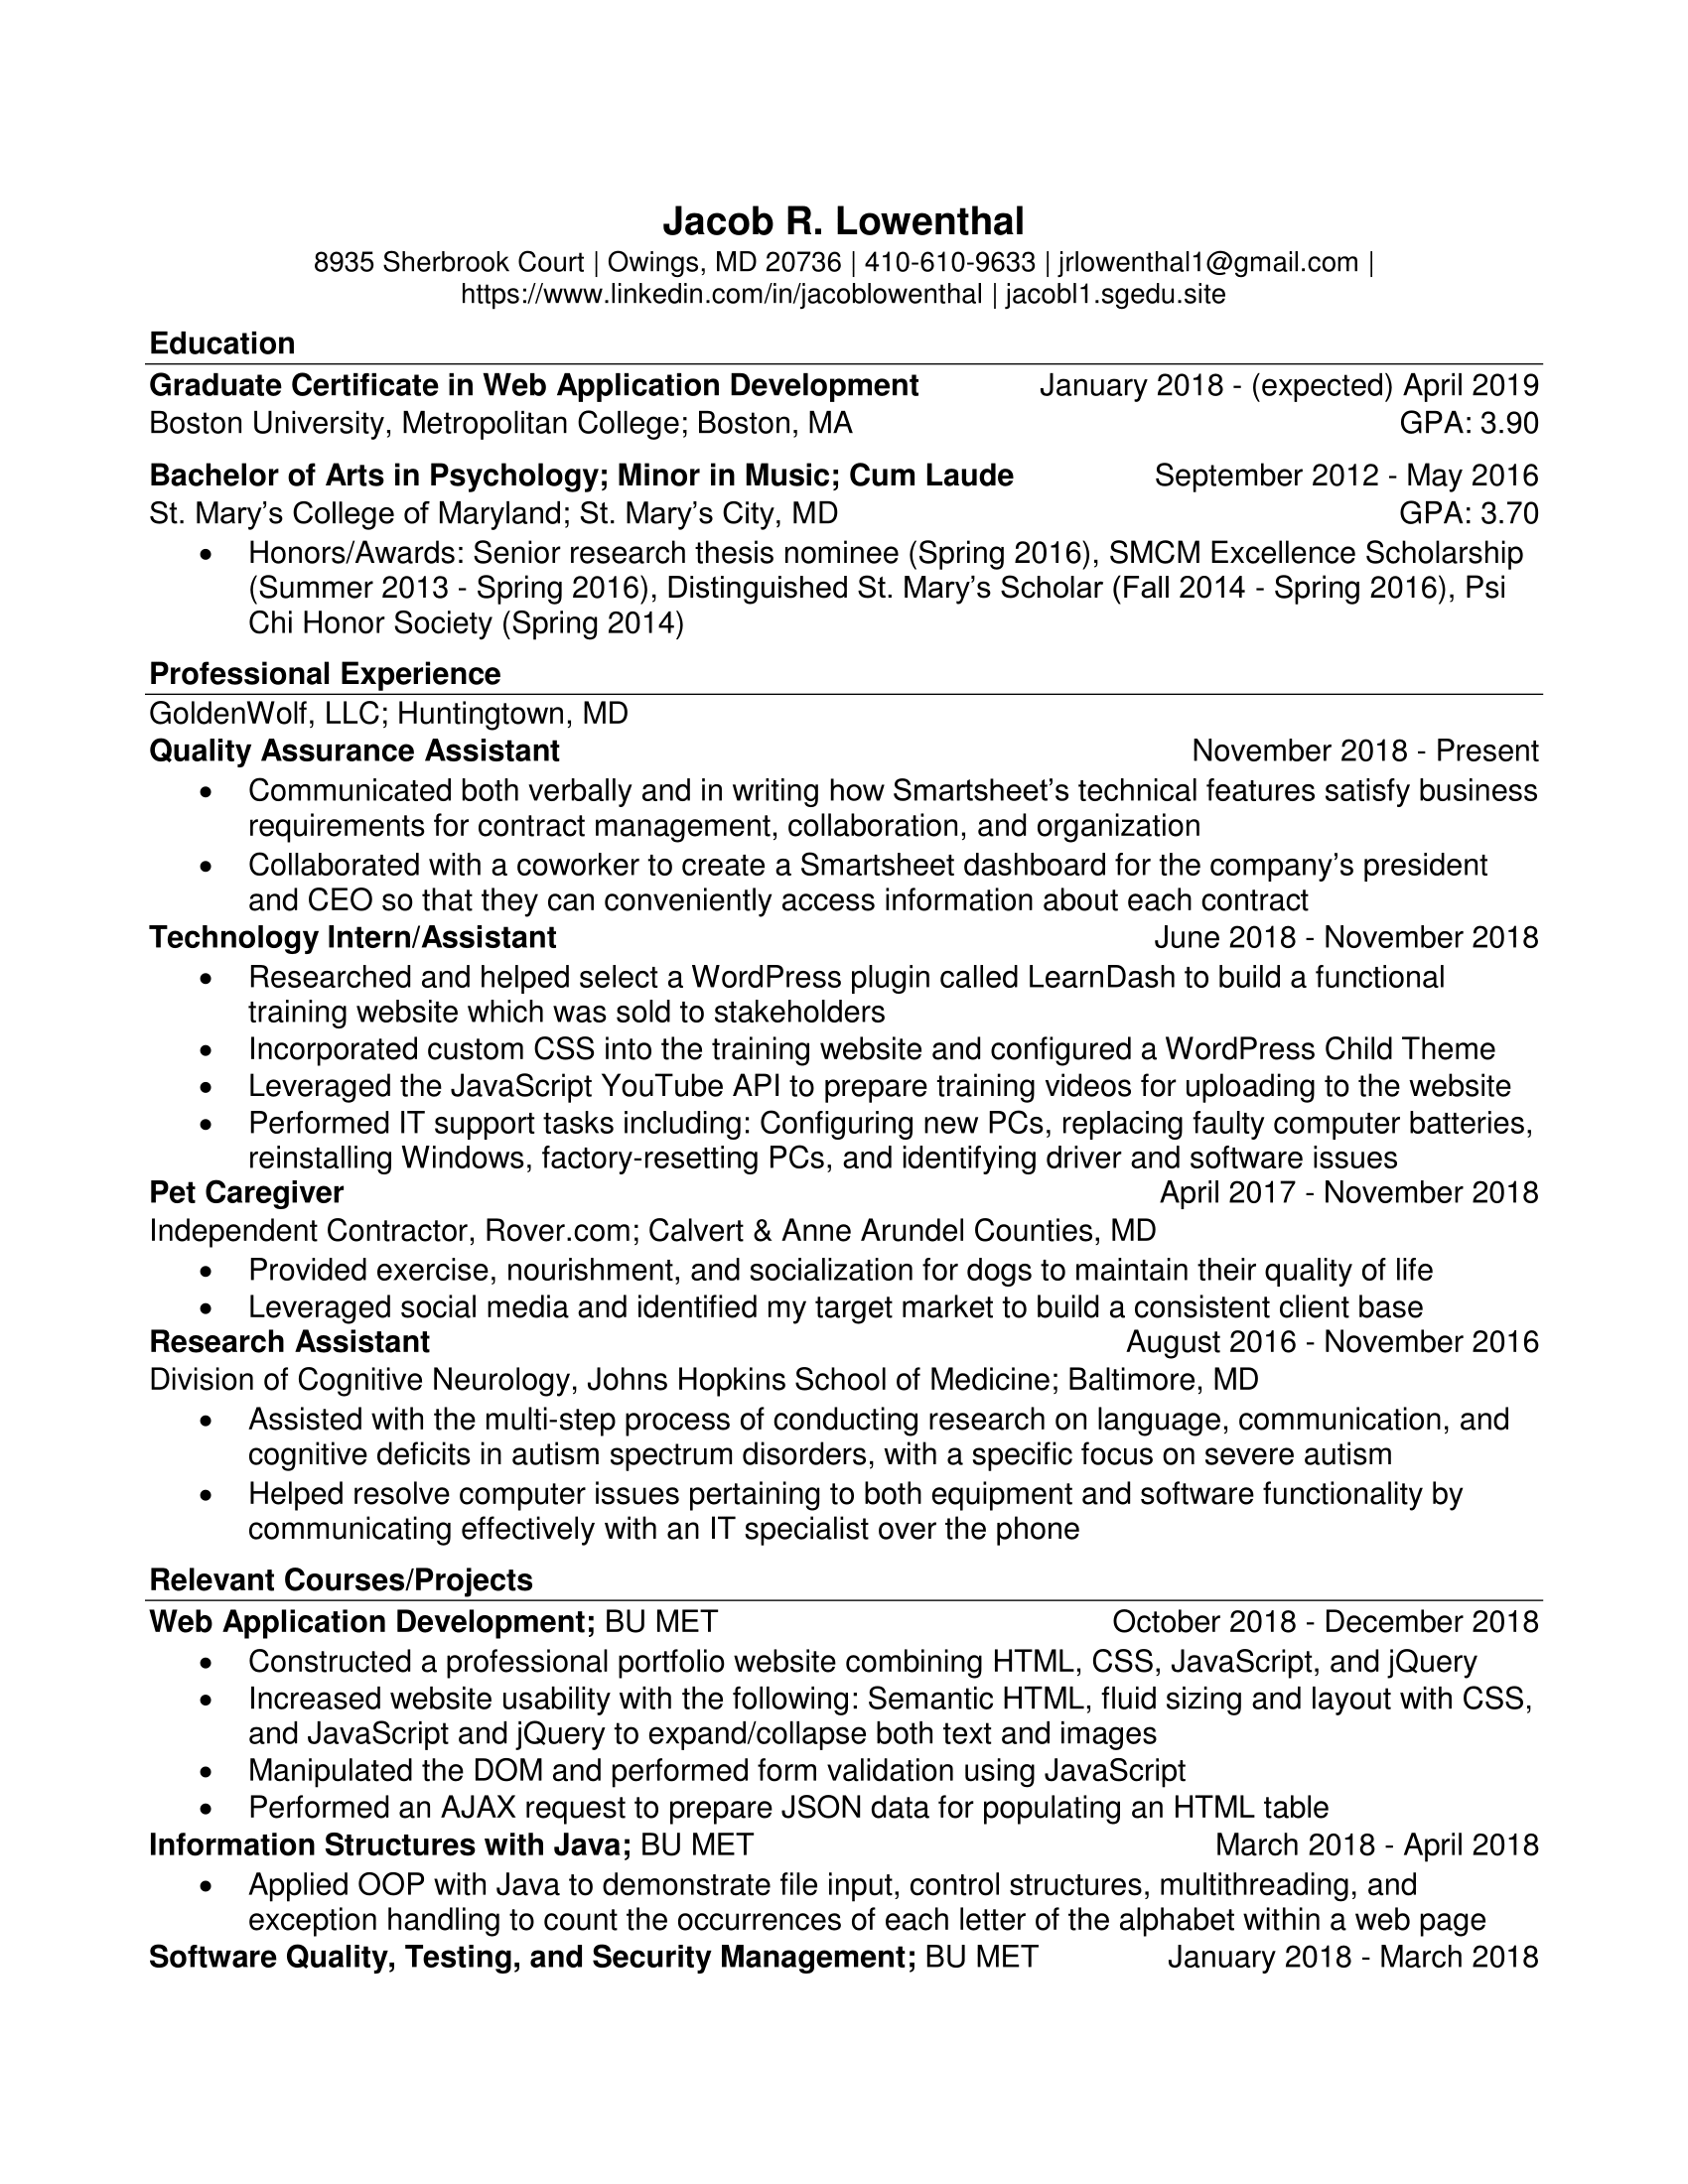 Jacob R. Lowenthal
8935 Sherbrook Court | Owings, MD 20736 | 410-610-9633 | jrlowenthal1@gmail.com |
https://www.linkedin.com/in/jacoblowenthal | jacobl1.sgedu.site
Education
Graduate Certificate in Web Application Development January 2018 - (expected) April 2019
Boston University, Metropolitan College; Boston, MA GPA: 3.90
Bachelor of Arts in Psychology; Minor in Music; Cum Laude September 2012 - May 2016
St. Mary’s College of Maryland; St. Mary’s City, MD GPA: 3.70
• Honors/Awards: Senior research thesis nominee (Spring 2016), SMCM Excellence Scholarship
(Summer 2013 - Spring 2016), Distinguished St. Mary’s Scholar (Fall 2014 - Spring 2016), Psi
Chi Honor Society (Spring 2014)
Professional Experience
GoldenWolf, LLC; Huntingtown, MD
Quality Assurance Assistant November 2018 - Present
• Communicated both verbally and in writing how Smartsheet’s technical features satisfy business
requirements for contract management, collaboration, and organization
• Collaborated with a coworker to create a Smartsheet dashboard for the company’s president
and CEO so that they can conveniently access information about each contract
Technology Intern/Assistant June 2018 - November 2018
• Researched and helped select a WordPress plugin called LearnDash to build a functional
training website which was sold to stakeholders
• Incorporated custom CSS into the training website and configured a WordPress Child Theme
• Leveraged the JavaScript YouTube API to prepare training videos for uploading to the website
• Performed IT support tasks including: Configuring new PCs, replacing faulty computer batteries,
reinstalling Windows, factory-resetting PCs, and identifying driver and software issues
Pet Caregiver April 2017 - November 2018
Independent Contractor, Rover.com; Calvert & Anne Arundel Counties, MD
• Provided exercise, nourishment, and socialization for dogs to maintain their quality of life
• Leveraged social media and identified my target market to build a consistent client base
Research Assistant August 2016 - November 2016
Division of Cognitive Neurology, Johns Hopkins School of Medicine; Baltimore, MD
• Assisted with the multi-step process of conducting research on language, communication, and
cognitive deficits in autism spectrum disorders, with a specific focus on severe autism
• Helped resolve computer issues pertaining to both equipment and software functionality by
communicating effectively with an IT specialist over the phone
Relevant Courses/Projects
Web Application Development; BU MET October 2018 - December 2018
• Constructed a professional portfolio website combining HTML, CSS, JavaScript, and jQuery
• Increased website usability with the following: Semantic HTML, fluid sizing and layout with CSS,
and JavaScript and jQuery to expand/collapse both text and images
• Manipulated the DOM and performed form validation using JavaScript
• Performed an AJAX request to prepare JSON data for populating an HTML table
Information Structures with Java; BU MET March 2018 - April 2018
• Applied OOP with Java to demonstrate file input, control structures, multithreading, and
exception handling to count the occurrences of each letter of the alphabet within a web page
Software Quality, Testing, and Security Management; BU MET January 2018 - March 2018